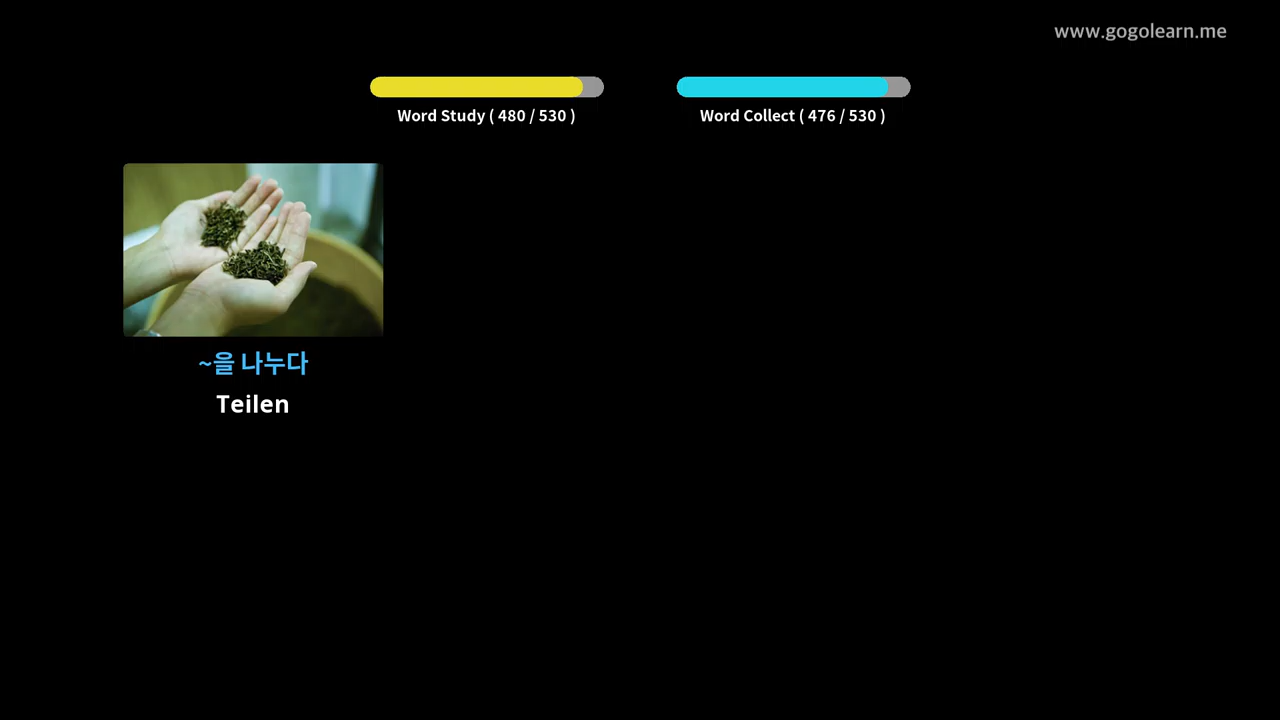 www.gogolearn.me
Word Study ( 480 / 530 )
Word Collect ( 476 / 530 )
~을 나누다
Teilen